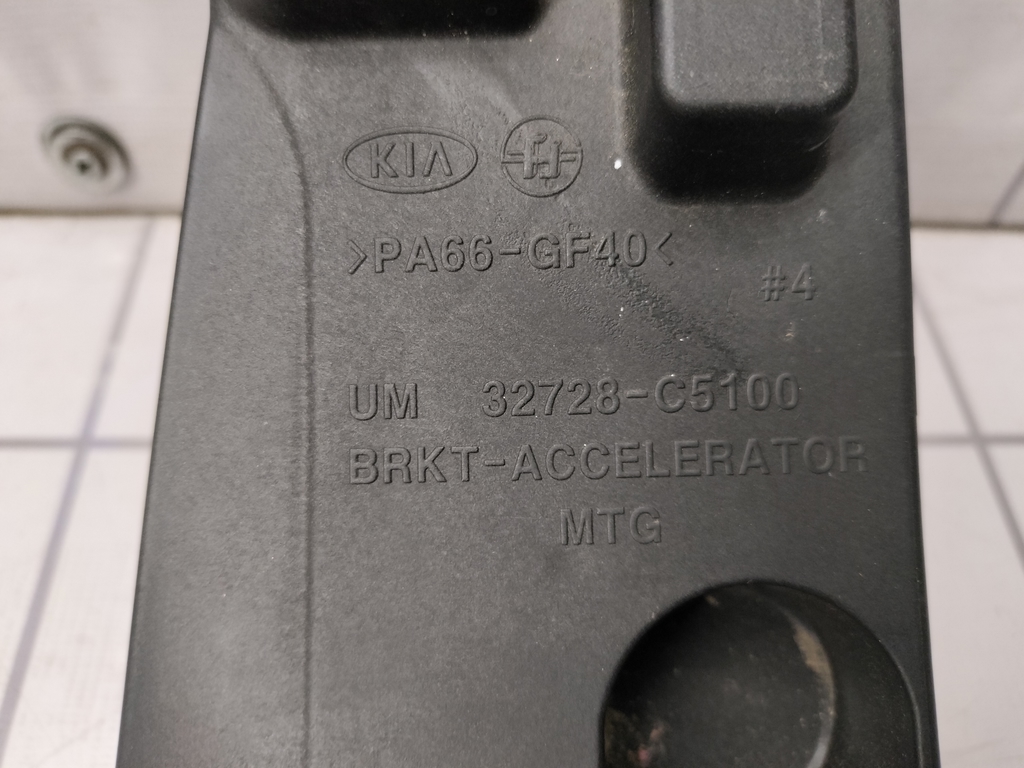 KIA
>PA66-GF40<
#4
UM 32728-C5100
BRKT-ACCELERATOR
MTG